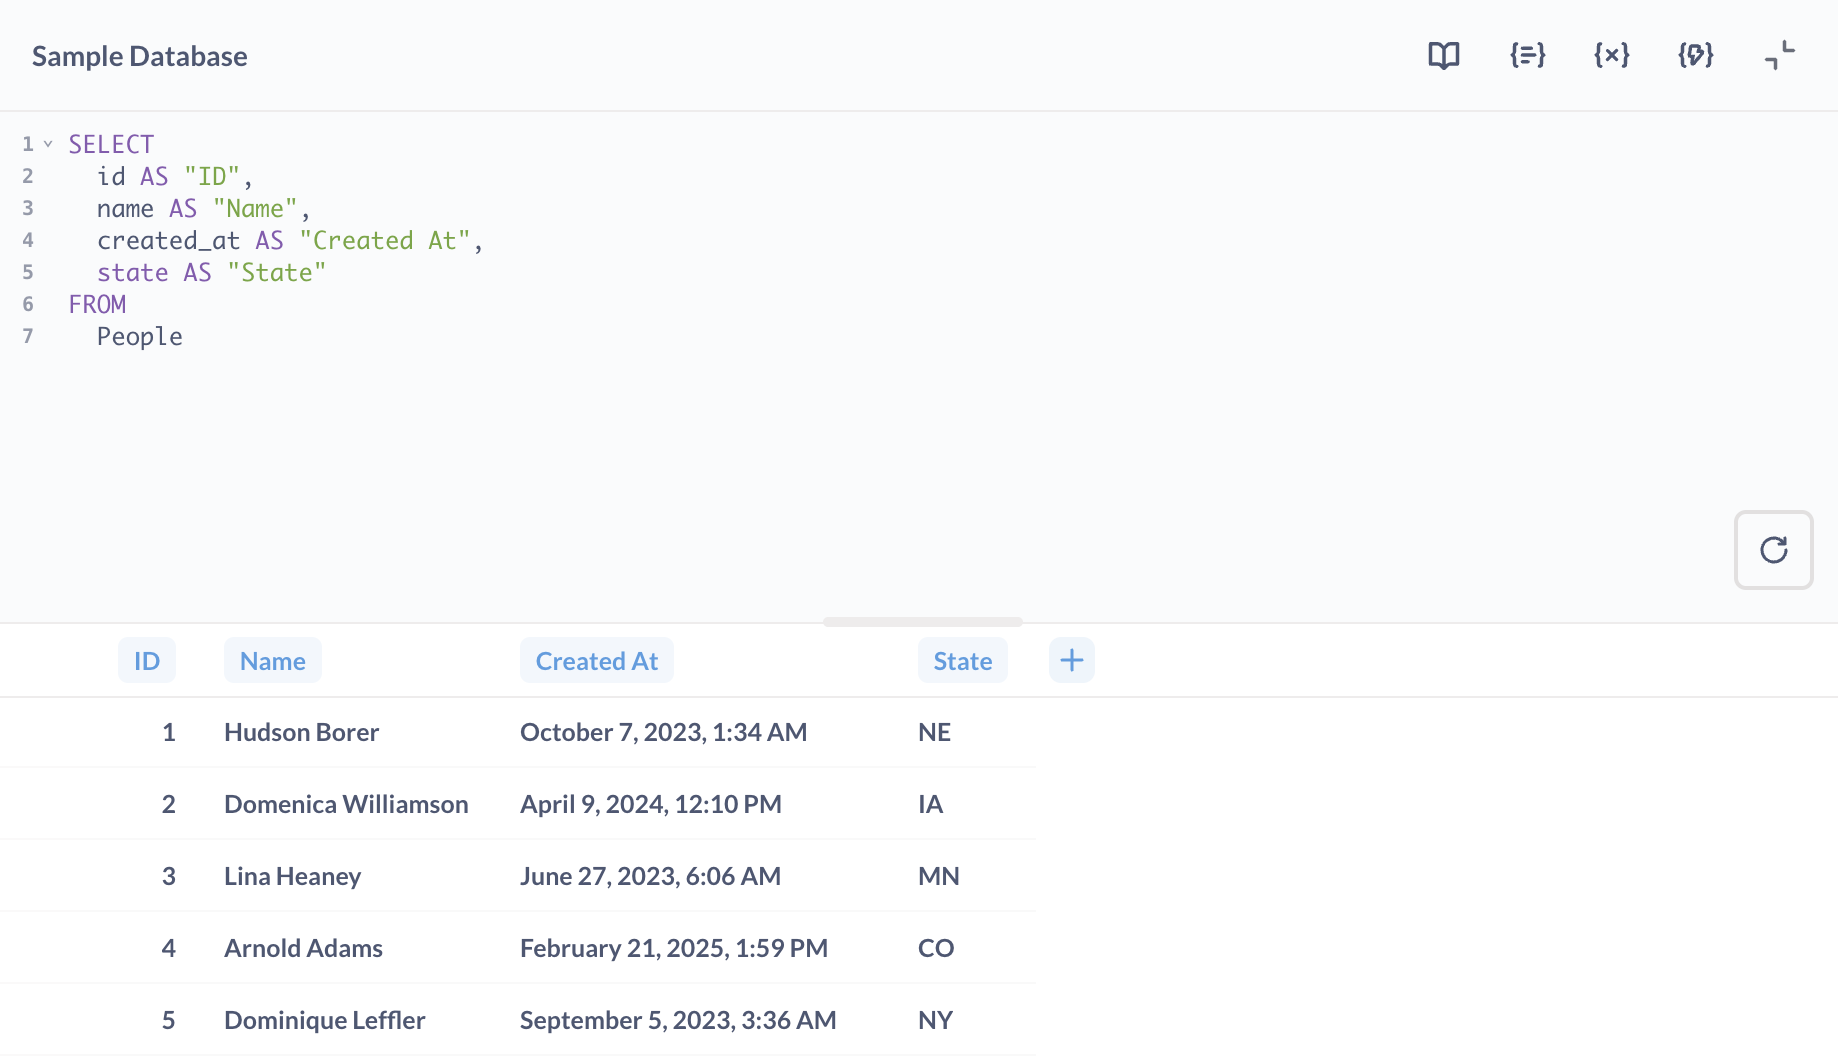 Sample Database
1 SELECT
2 id AS "ID",
3 name AS "Name",
4 created_at AS "Created At",
5 state AS "State"
6 FROM
7 People
ID Name Created At State +
1 Hudson Borer October 7, 2023, 1:34 AM NE
2 Domenica Williamson April 9, 2024, 12:10 PM IA
3 Lina Heaney June 27, 2023, 6:06 AM MN
4 Arnold Adams February 21, 2025, 1:59 PM CO
5 Dominique Leffler September 5, 2023, 3:36 AM NY